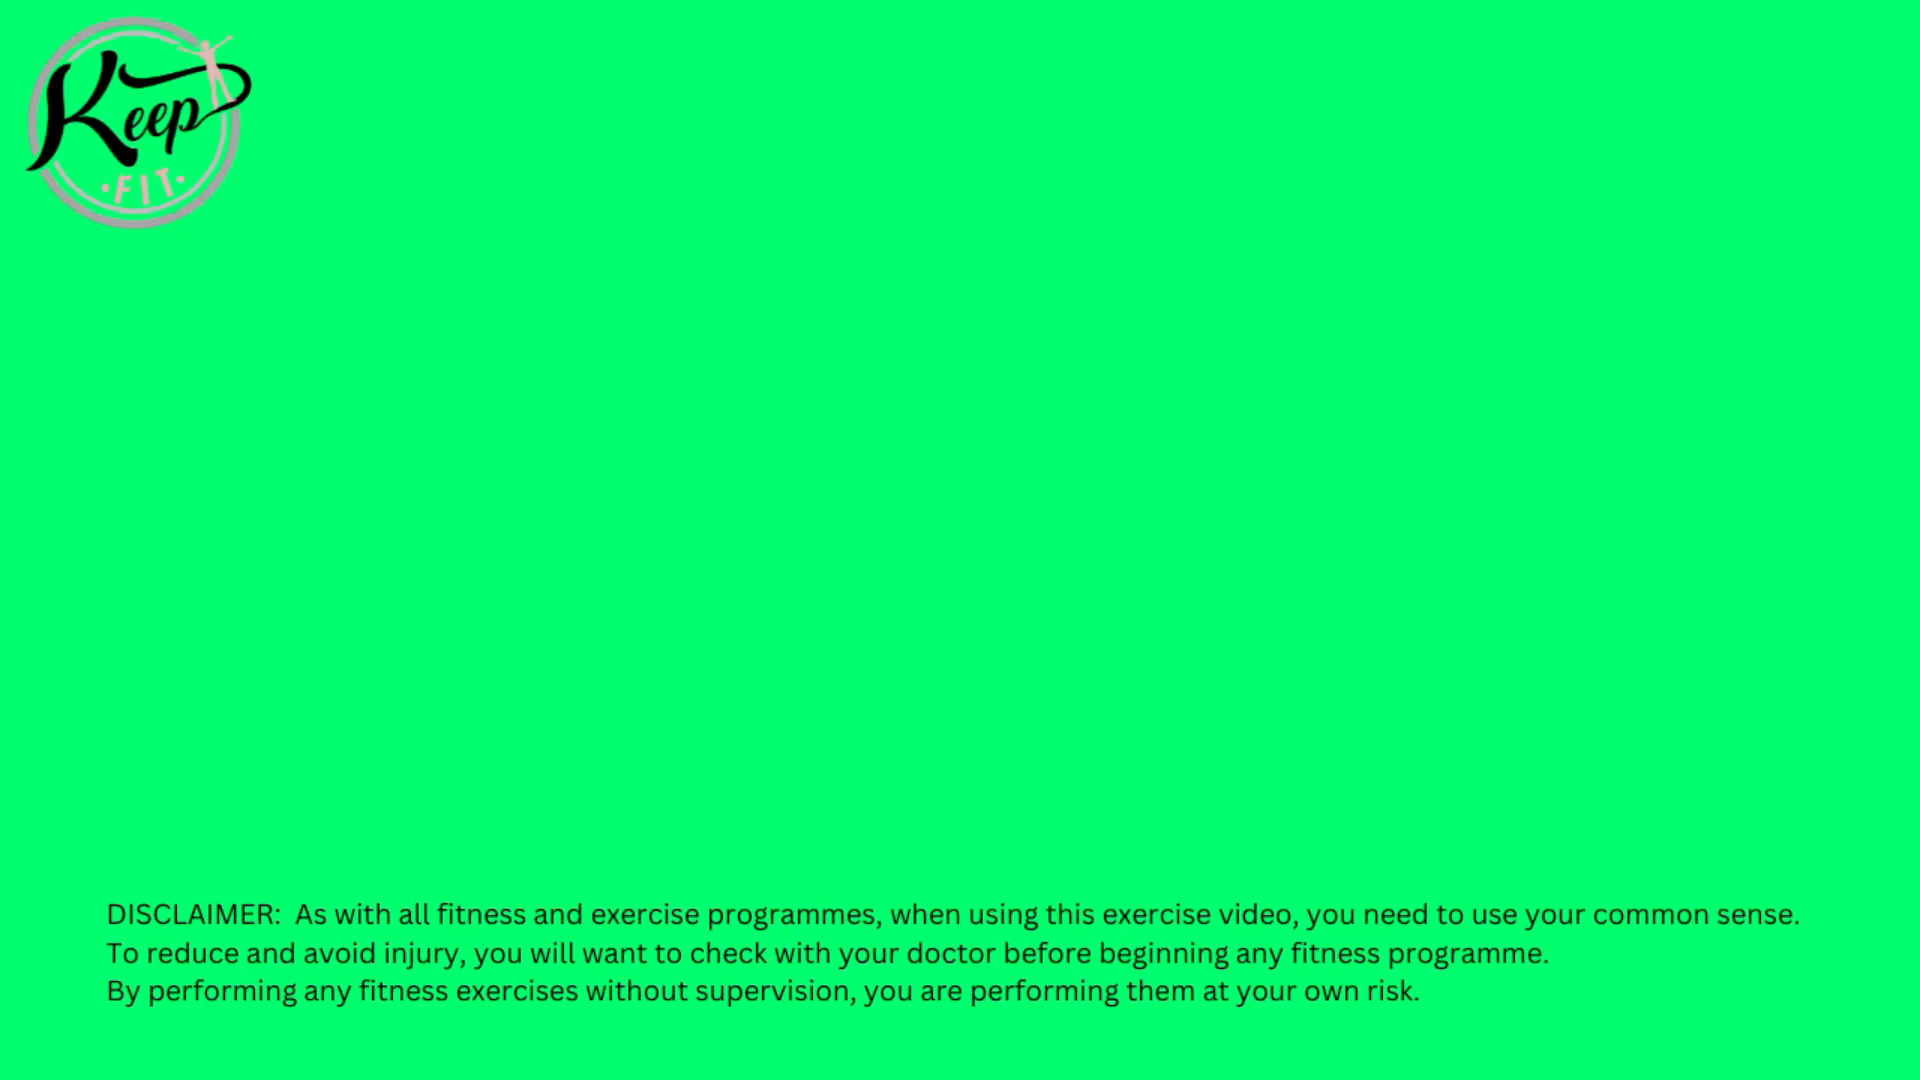 Keep
·FIT·
DISCLAIMER:  As with all fitness and exercise programmes, when using this exercise video, you need to use your common sense.
To reduce and avoid injury, you will want to check with your doctor before beginning any fitness programme.
By performing any fitness exercises without supervision, you are performing them at your own risk.